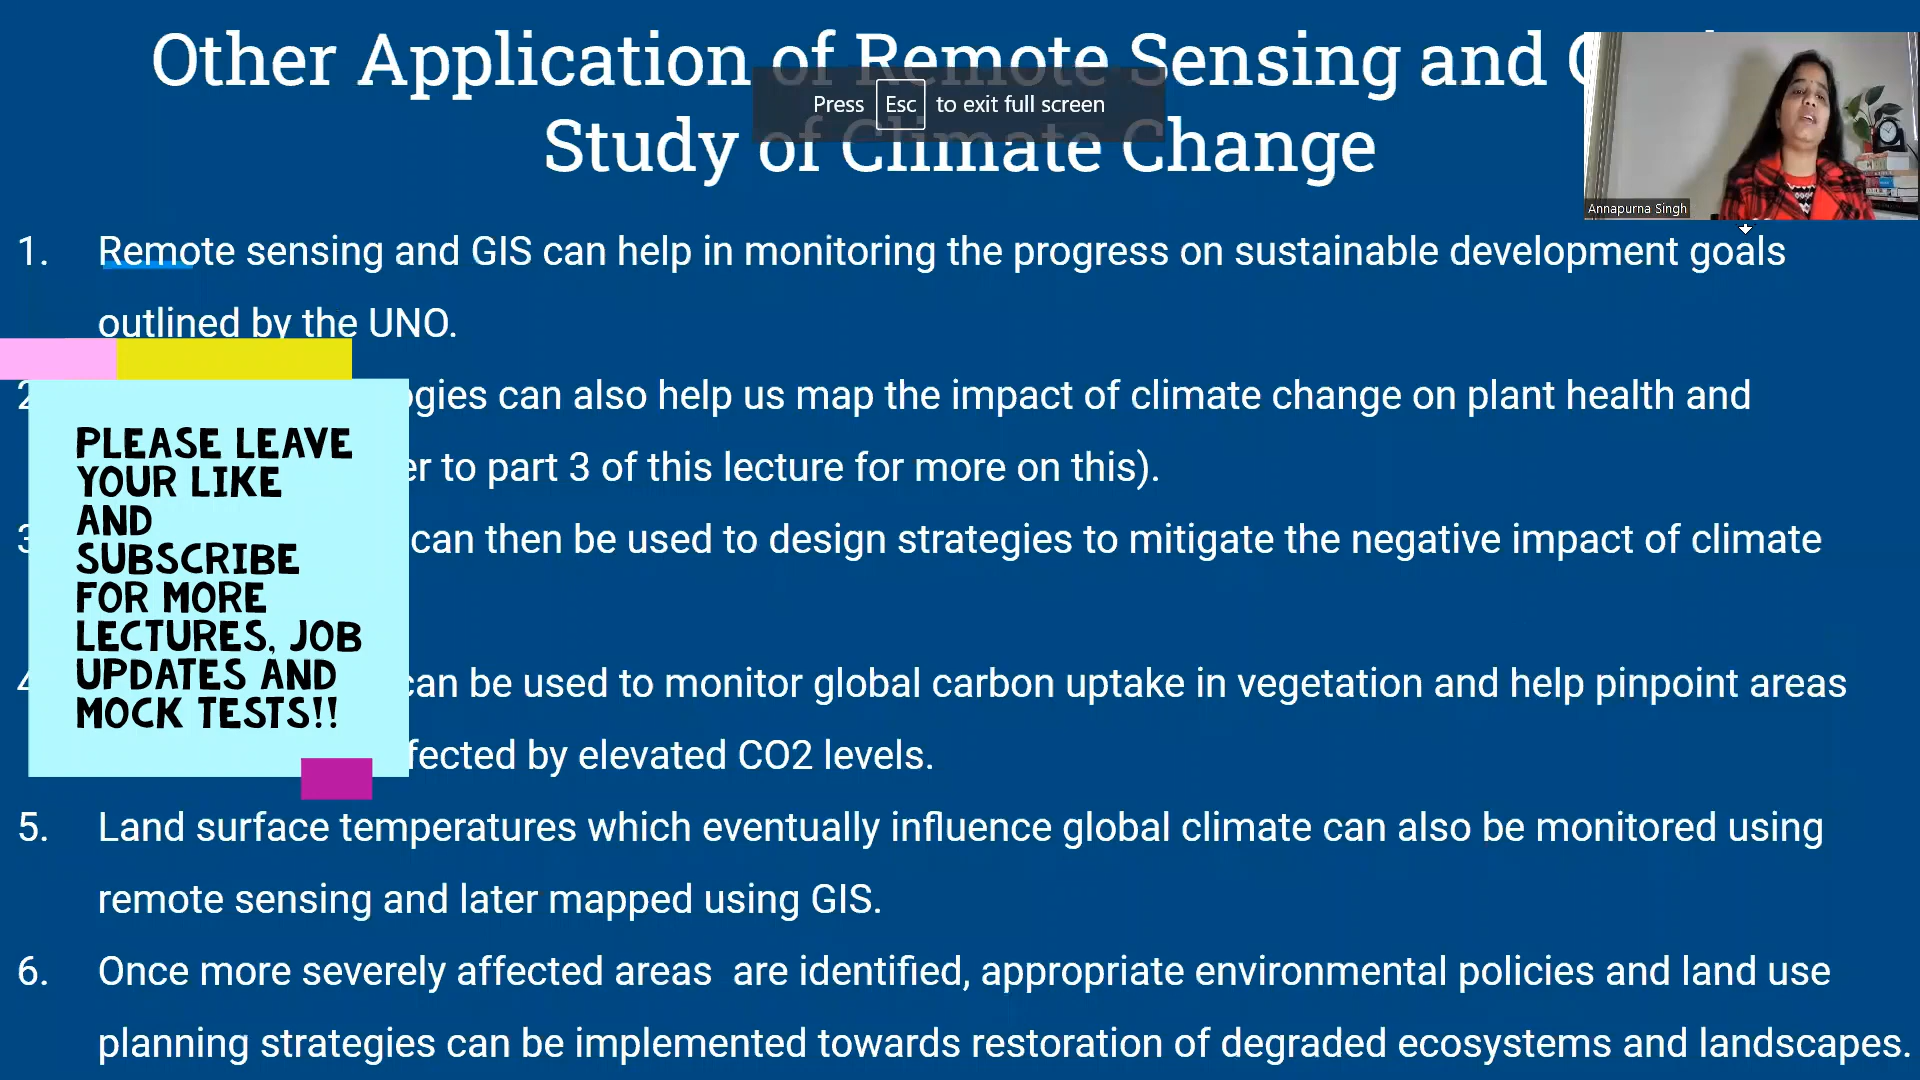 Other Application of Remote Sensing and
Study of Climate Change
Press Esc to exit full screen
Annapurna Singh
1. Remote sensing and GIS can help in monitoring the progress on sustainable development goals
outlined by the UNO.
can also help us map the impact of climate change on plant health and
to part 3 of this lecture for more on this).
can then be used to design strategies to mitigate the negative impact of climate
can be used to monitor global carbon uptake in vegetation and help pinpoint areas
by elevated CO2 levels.
PLEASE LEAVE
YOUR LIKE
AND
SUBSCRIBE
FOR MORE
LECTURES, JOB
UPDATES AND
MOCK TESTS!!
5. Land surface temperatures which eventually influence global climate can also be monitored using
remote sensing and later mapped using GIS.
6. Once more severely affected areas are identified, appropriate environmental policies and land use
planning strategies can be implemented towards restoration of degraded ecosystems and landscapes.